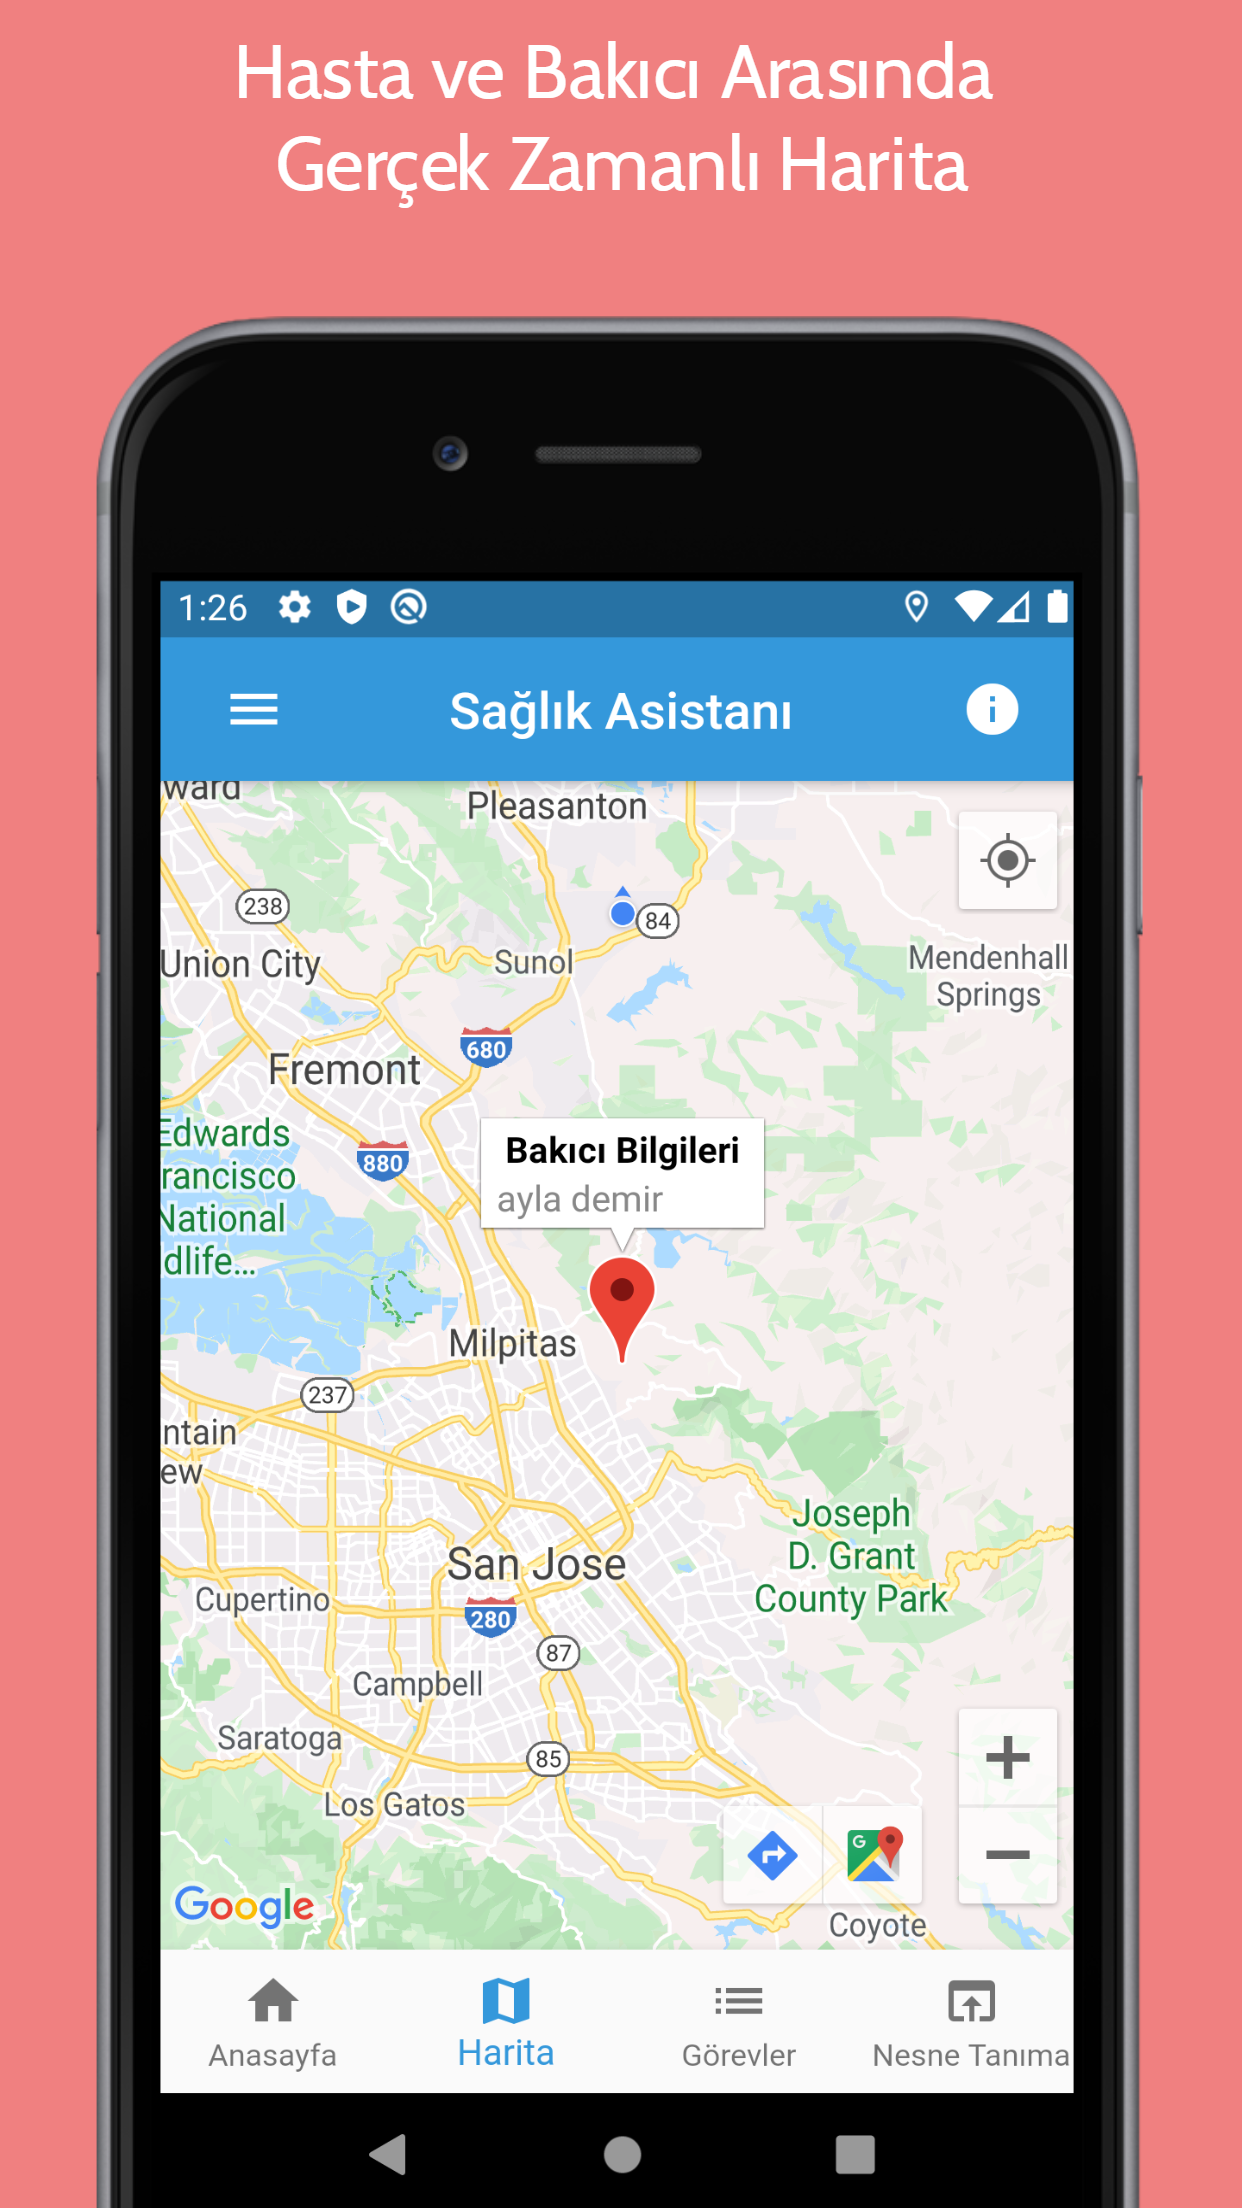 Hasta ve Bakıcı Arasında
Gerçek Zamanlı Harita
1:26
Sağlık Asistanı
ward
Pleasanton
238
84
Union City
Sunol
Mendenhall
Springs
680
Fremont
Edwards
rancisco
National
dlife...
880
Bakıcı Bilgileri
ayla demir
Milpitas
237
ntain
ew
Joseph
D. Grant
County Park
San Jose
Cupertino
280
87
Campbell
Saratoga
85
Los Gatos
G
Google
Coyote
Anasayfa
Harita
Görevler
Nesne Tanıma